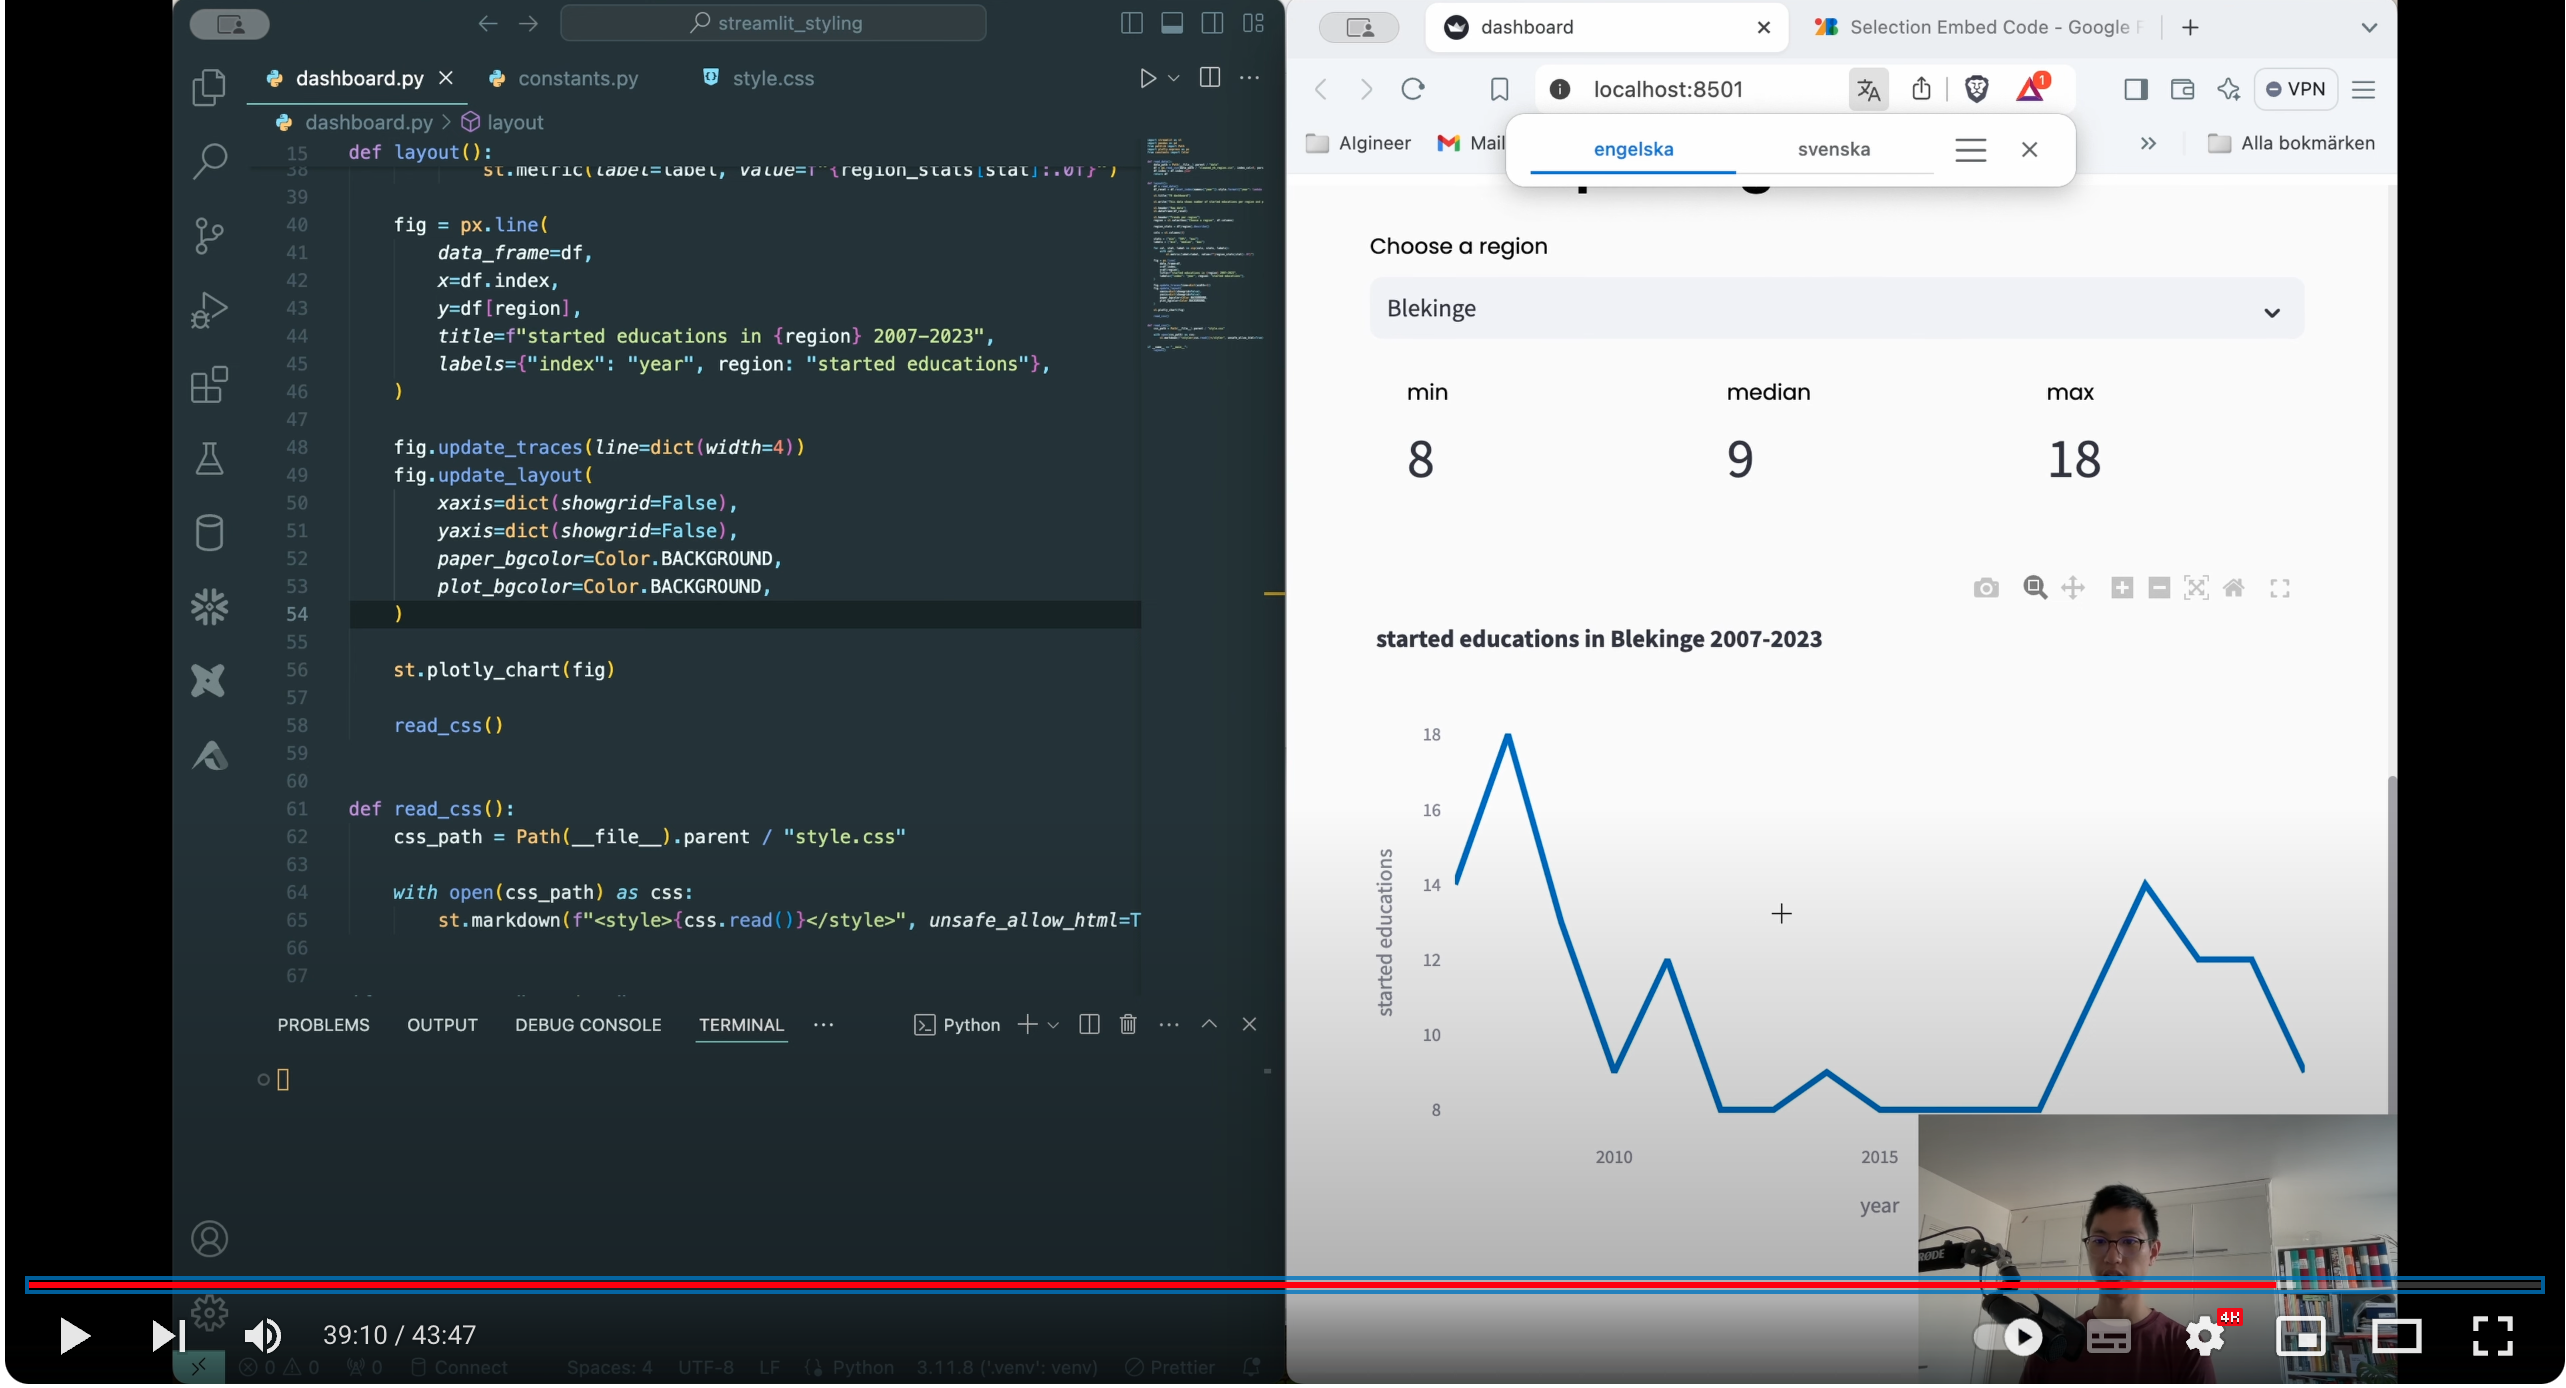 streamlit_styling
dashboard.py
constants.py
style.css
dashboard.py > layout
15 def layout():
38 st.metric(label=label, value=f"{region_stats[stat]:.0f}")
39
40 fig = px.line(
41 data_frame=df,
42 x=df.index,
43 y=df[region],
44 title=f"started educations in {region} 2007-2023",
45 labels={"index": "year", region: "started educations"},
46 )
47
48 fig.update_traces(line=dict(width=4))
49 fig.update_layout(
50 xaxis=dict(showgrid=False),
51 yaxis=dict(showgrid=False),
52 paper_bgcolor=Color.BACKGROUND,
53 plot_bgcolor=Color.BACKGROUND,
54 )
55
56 st.plotly_chart(fig)
57
58 read_css()
59
60
61 def read_css():
62 css_path = Path(__file__).parent / "style.css"
63
64 with open(css_path) as css:
65 st.markdown(f"<style>{css.read()}</style>", unsafe_allow_html=T
66
67
PROBLEMS OUTPUT DEBUG CONSOLE TERMINAL
Python
0 0 0 Connect Spaces: 4 UTF-8 LF {} Python 3.11.8 ('.venv': venv) Prettier
dashboard
Selection Embed Code - Google F
localhost:8501
1
VPN
Algineer
Mail
Alla bokmärken
engelska
svenska
Choose a region
Blekinge
min median max
8 9 18
started educations in Blekinge 2007-2023
18
16
14
12
10
8
started educations
2010 2015
year
RØDE
39:10 / 43:47
4K